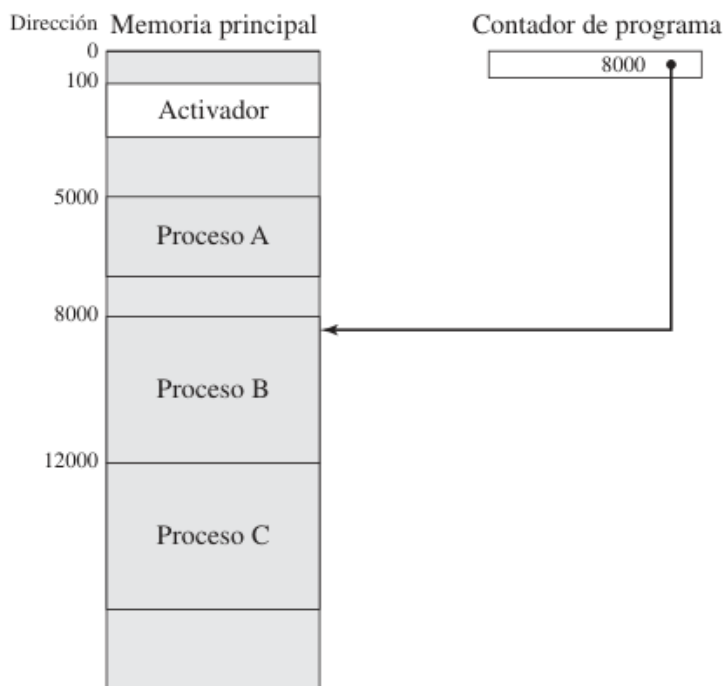 Dirección
Memoria principal
Contador de programa
0
8000
100
Activador
5000
Proceso A
8000
Proceso B
12000
Proceso C